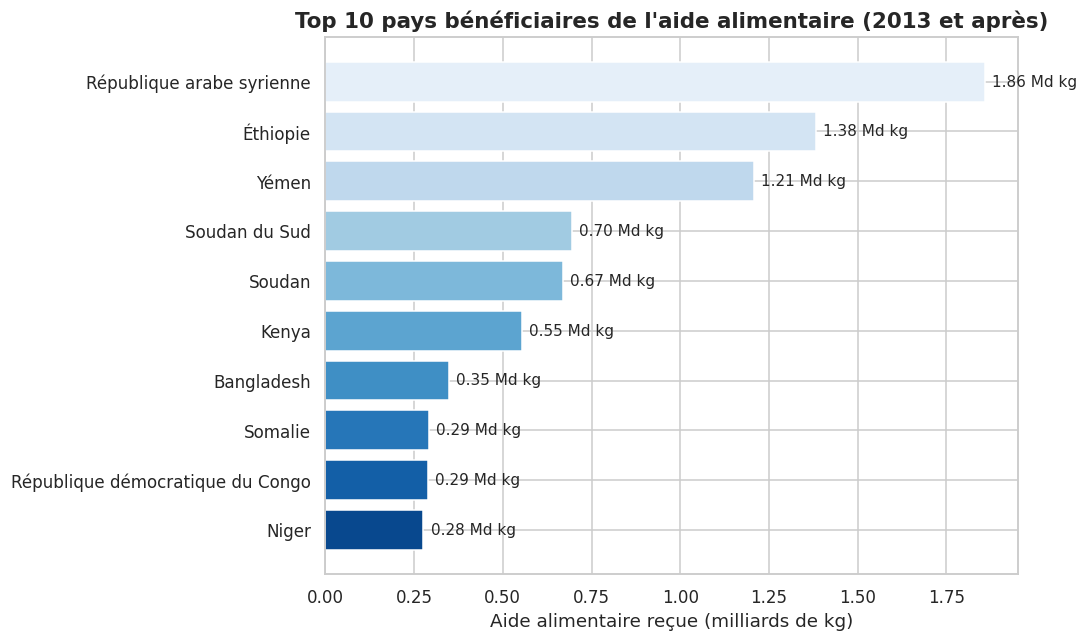 Top 10 pays bénéficiaires de l'aide alimentaire (2013 et après)
République arabe syrienne
1.86 Md kg
Éthiopie
1.38 Md kg
Yémen
1.21 Md kg
Soudan du Sud
0.70 Md kg
Soudan
0.67 Md kg
Kenya
0.55 Md kg
Bangladesh
0.35 Md kg
Somalie
0.29 Md kg
République démocratique du Congo
0.29 Md kg
Niger
0.28 Md kg
0.00 0.25 0.50 0.75 1.00 1.25 1.50 1.75
Aide alimentaire reçue (milliards de kg)